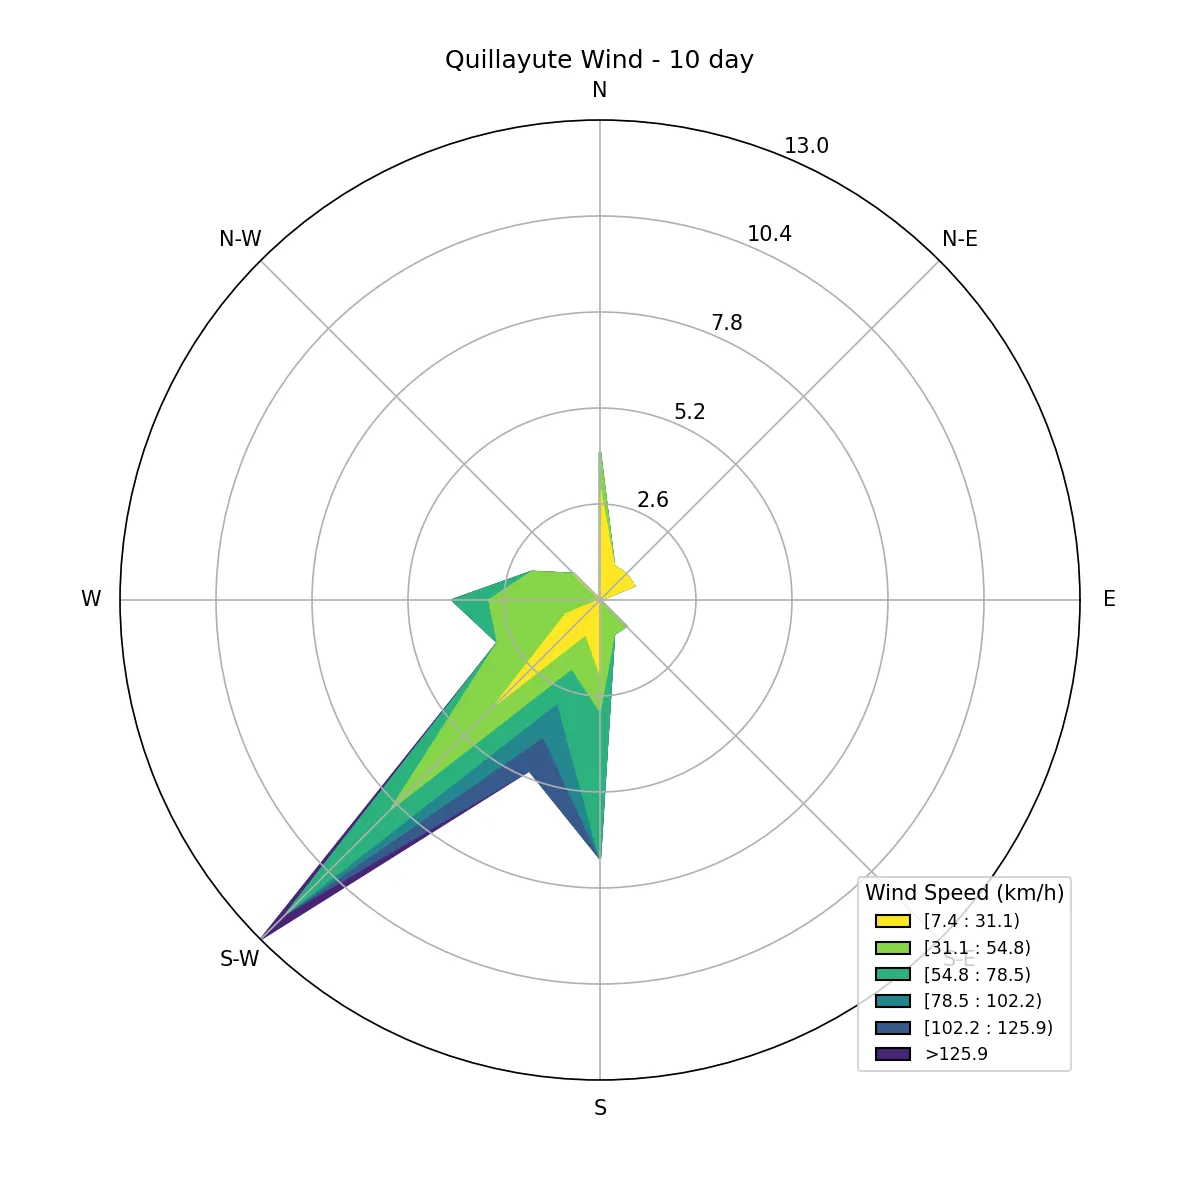 Quillayute Wind - 10 day
N
13.0
N-W
10.4
N-E
7.8
5.2
2.6
W
E
S-W
S-E
S
Wind Speed (km/h)
[7.4 : 31.1)
[31.1 : 54.8)
[54.8 : 78.5)
[78.5 : 102.2)
[102.2 : 125.9)
>125.9